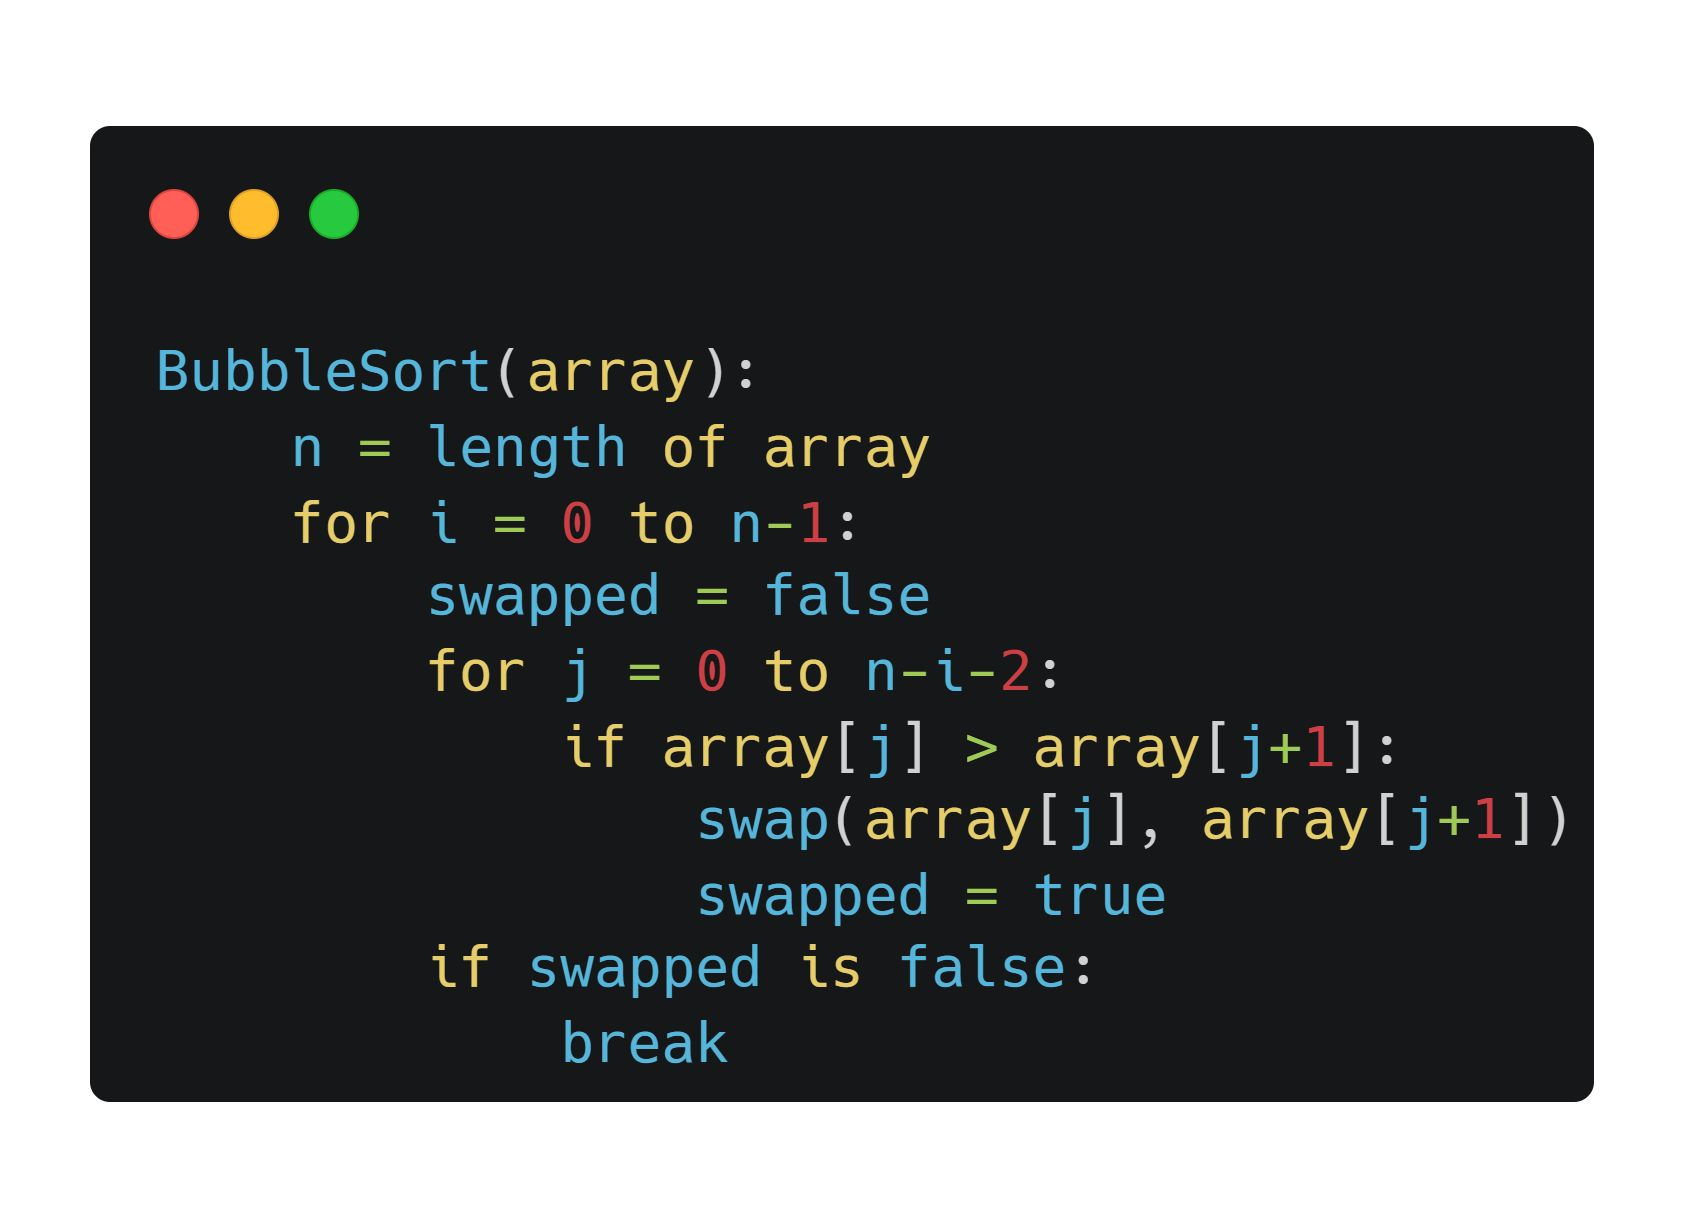 BubbleSort(array):
    n = length of array
    for i = 0 to n-1:
        swapped = false
        for j = 0 to n-i-2:
            if array[j] > array[j+1]:
                swap(array[j], array[j+1])
                swapped = true
        if swapped is false:
            break